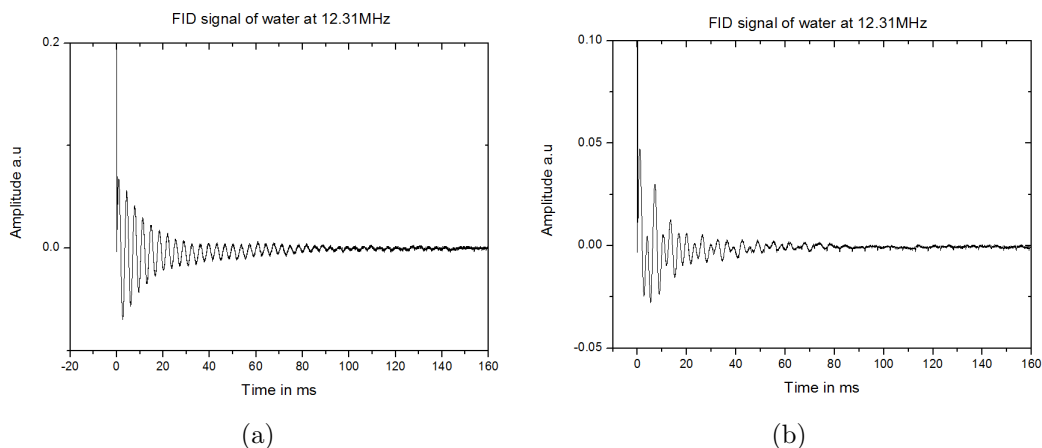 FID signal of water at 12.31MHz
0.2
0.0
Amplitude a.u
-20 0 20 40 60 80 100 120 140 160
Time in ms
(a)
FID signal of water at 12.31MHz
0.10
0.05
0.00
-0.05
Amplitude a.u
0 20 40 60 80 100 120 140 160
Time in ms
(b)